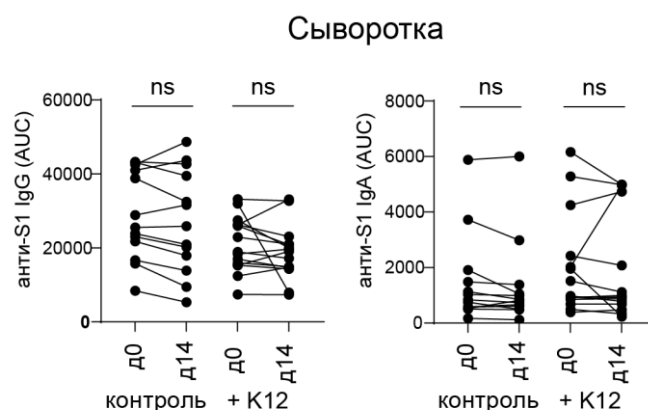 Сыворотка
ns ns
60000
40000
20000
0
анти-S1 IgG (AUC)
д0 д14 д0 д14
контроль + K12
ns ns
8000
6000
4000
2000
0
анти-S1 IgA (AUC)
д0 д14 д0 д14
контроль + K12